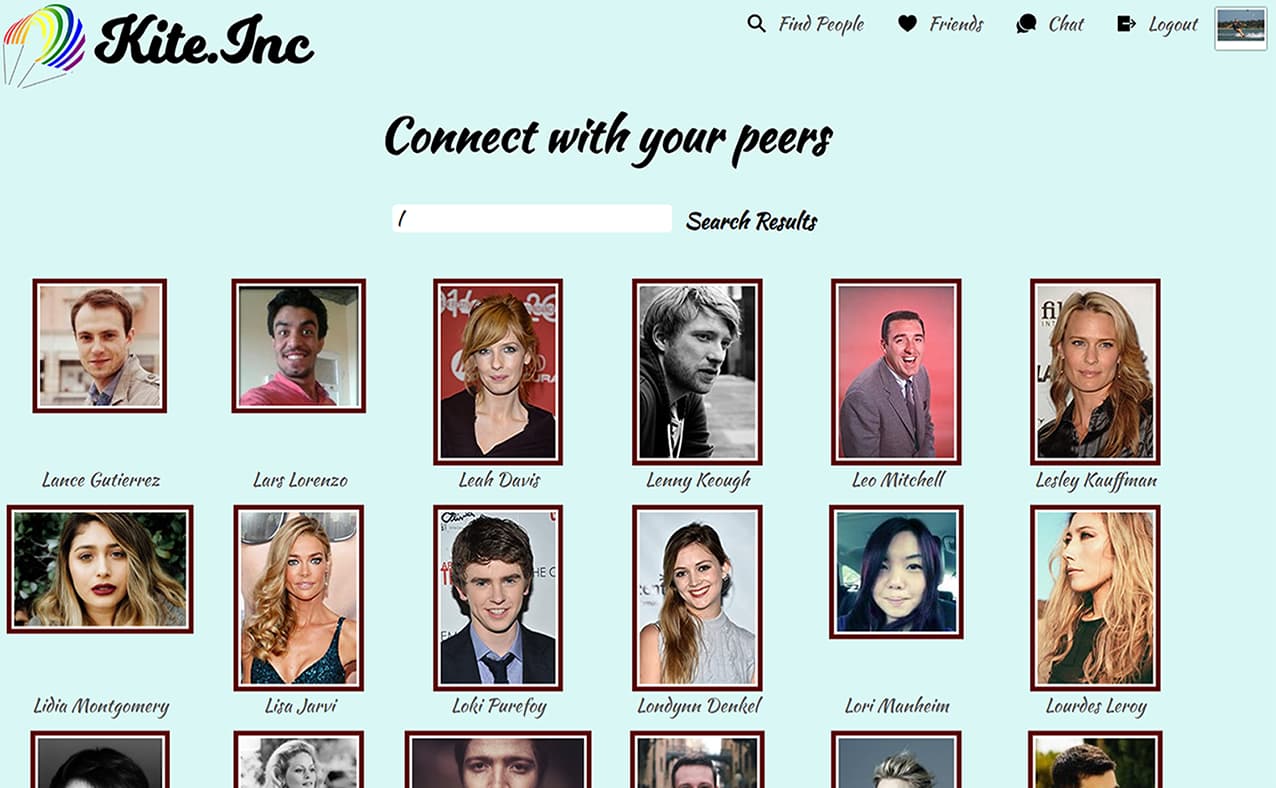 Kite.Inc
Find People
Friends
Chat
Logout
Connect with your peers
l
Search Results
Lance Gutierrez
Lars Lorenzo
Leah Davis
Lenny Keough
Leo Mitchell
Lesley Kauffman
Lidia Montgomery
Lisa Jarvi
Loki Purefoy
Londynn Denkel
Lori Manheim
Lourdes Leroy